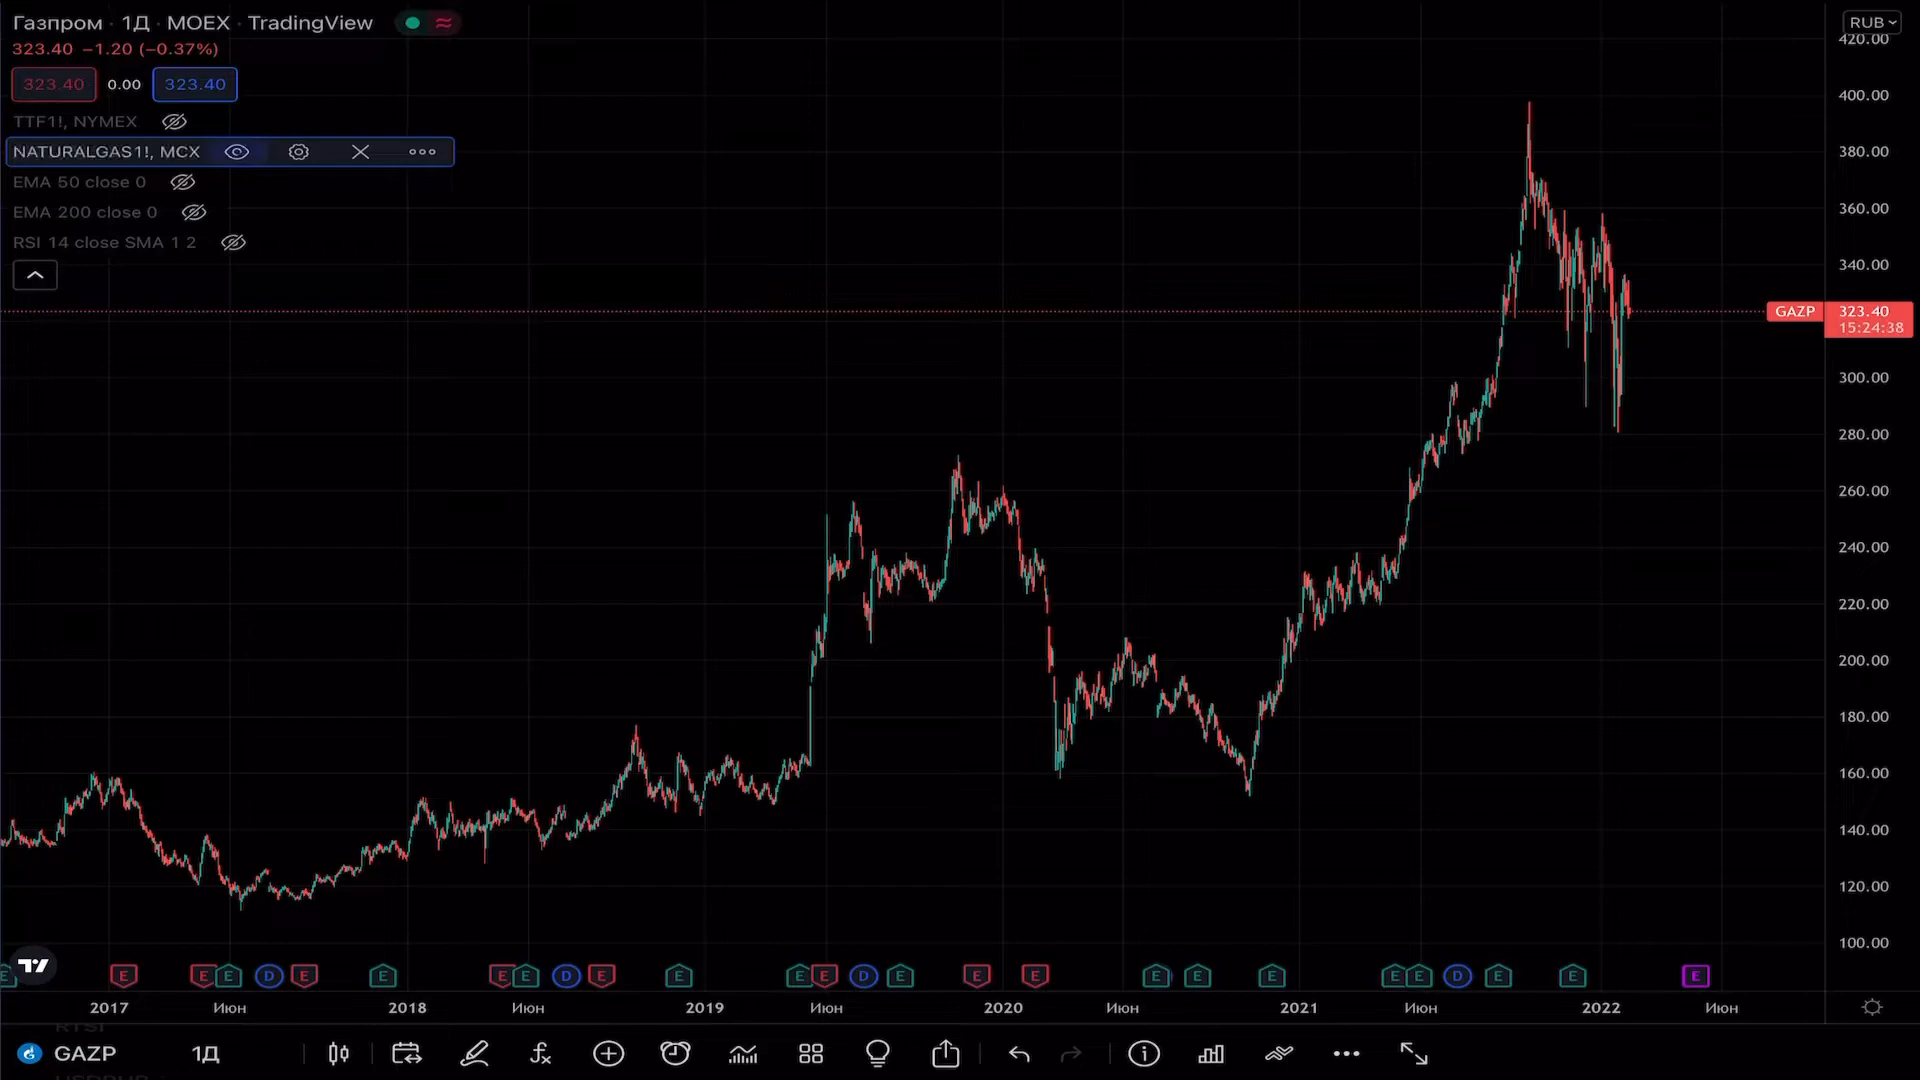 Газпром · 1Д · MOEX · TradingView
323.40 −1.20 (−0.37%)
323.40 0.00 323.40
TTF1!, NYMEX
NATURALGAS1!, MCX
EMA 50 close 0
EMA 200 close 0
RSI 14 close SMA 1 2
RUB
420.00
400.00
380.00
360.00
340.00
GAZP 323.40
15:24:38
300.00
280.00
260.00
240.00
220.00
200.00
180.00
160.00
140.00
120.00
100.00
E E E E D E E E E D E E E E D E E E E E E E E D E E E
2017 Июн 2018 Июн 2019 Июн 2020 Июн 2021 Июн 2022 Июн
GAZP 1Д